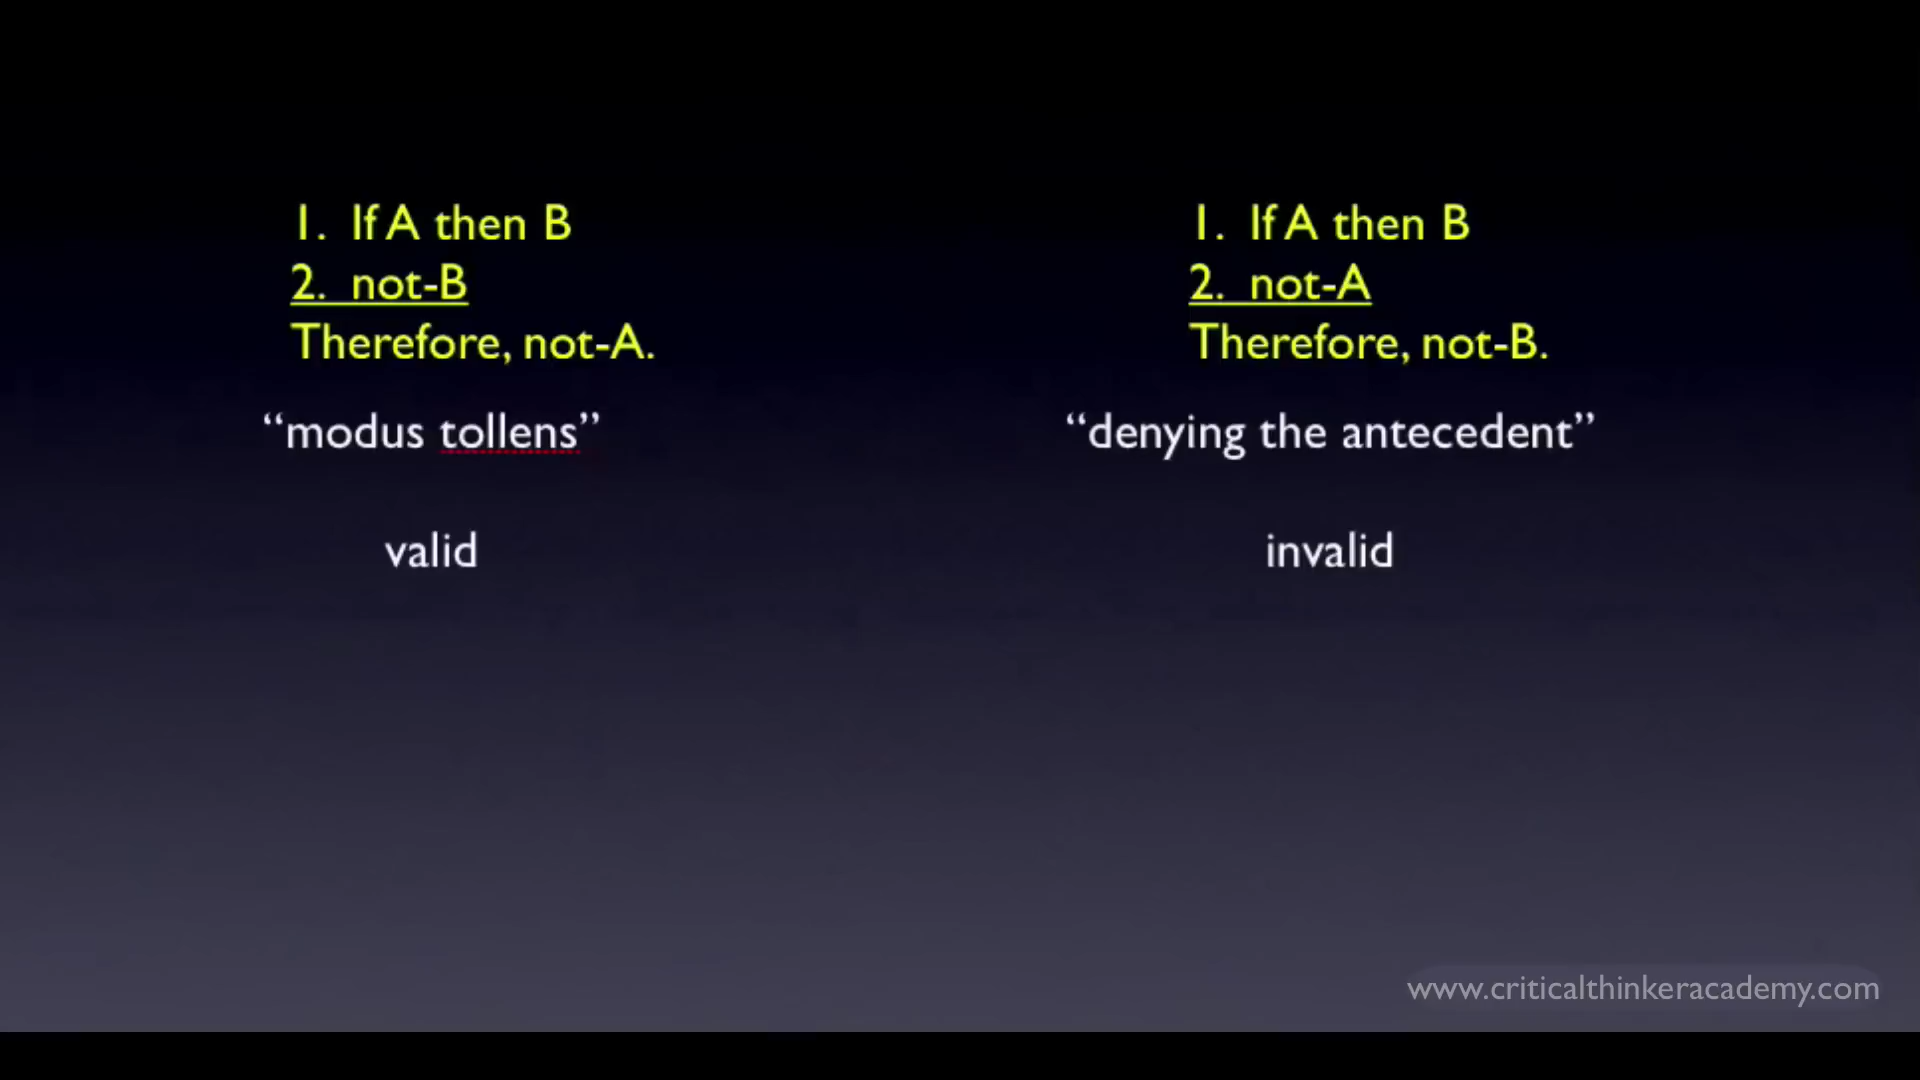 1. If A then B
2. not-B
Therefore, not-A.
“modus tollens”
valid
1. If A then B
2. not-A
Therefore, not-B.
“denying the antecedent”
invalid
www.criticalthinkeracademy.com